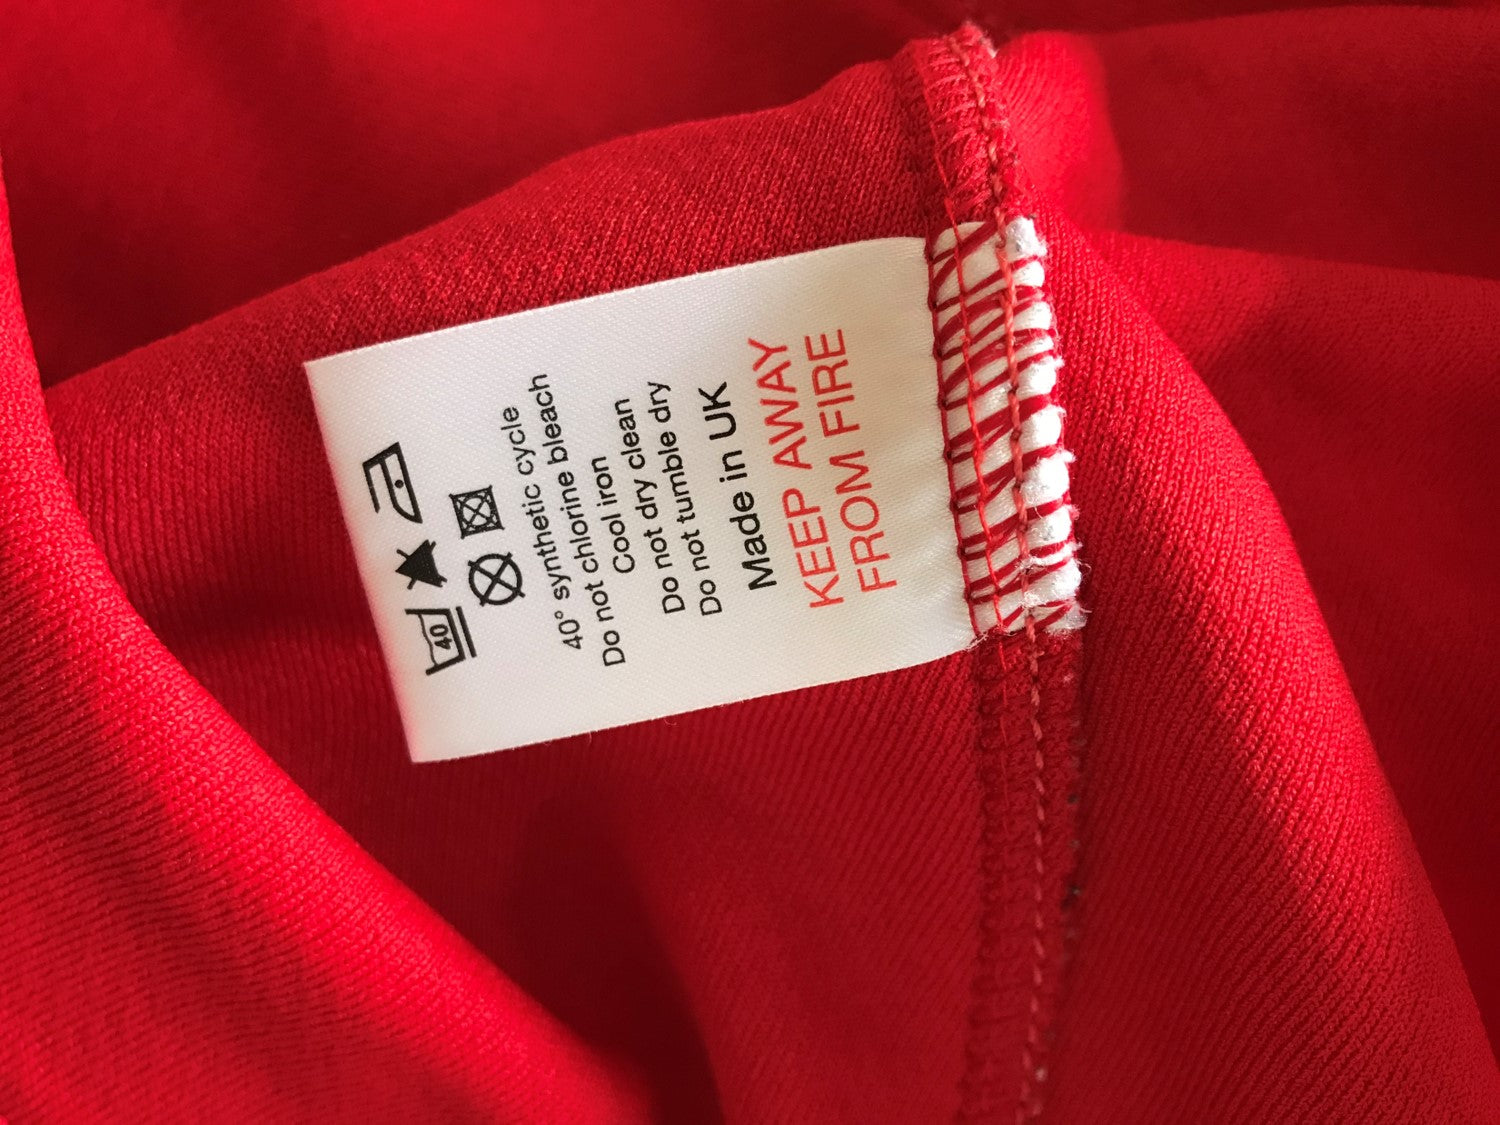 40
40° synthetic cycle
Do not chlorine bleach
Cool iron
Do not dry clean
Do not tumble dry
Made in UK
KEEP AWAY
FROM FIRE